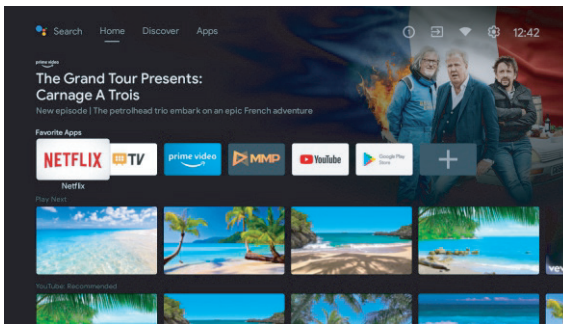 Search Home Discover Apps 12:42
prime video
The Grand Tour Presents:
Carnage A Trois
New episode | The petrolhead trio embark on an epic French adventure
Favorite Apps
NETFLIX BIG TV prime video MMP YouTube Google Play Store
Netflix
Play Next
YouTube: Recommended
vev